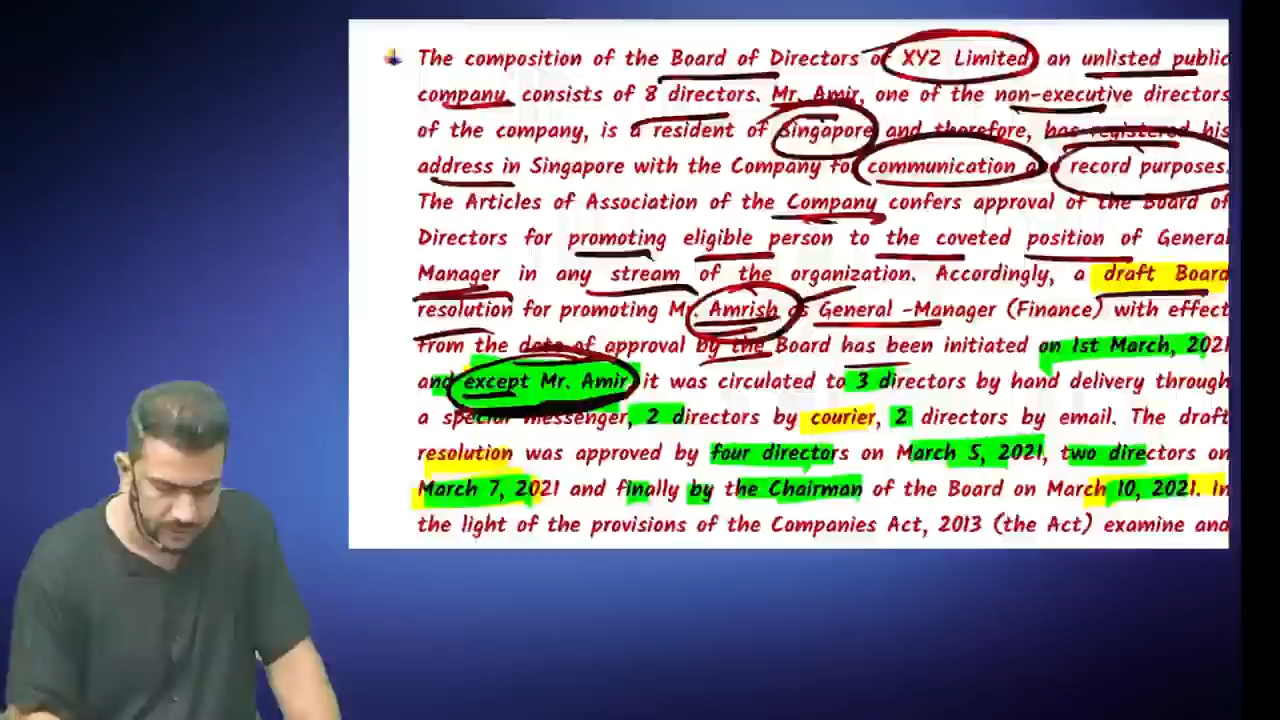 The composition of the Board of Directors of XYZ Limited, an unlisted public
company, consists of 8 directors. Mr. Amir, one of the non-executive directors
of the company, is a resident of Singapore and therefore, has registered his
address in Singapore with the Company for communication and record purposes.
The Articles of Association of the Company confers approval of the Board of
Directors for promoting eligible person to the coveted position of General
Manager in any stream of the organization. Accordingly, a draft Board
resolution for promoting Mr. Amrish as General -Manager (Finance) with effect
from the date of approval by the Board has been initiated on 1st March, 2021
and except Mr. Amir, it was circulated to 3 directors by hand delivery through
a special messenger, 2 directors by courier, 2 directors by email. The draft
resolution was approved by four directors on March 5, 2021, two directors on
March 7, 2021 and finally by the Chairman of the Board on March 10, 2021. In
the light of the provisions of the Companies Act, 2013 (the Act) examine and